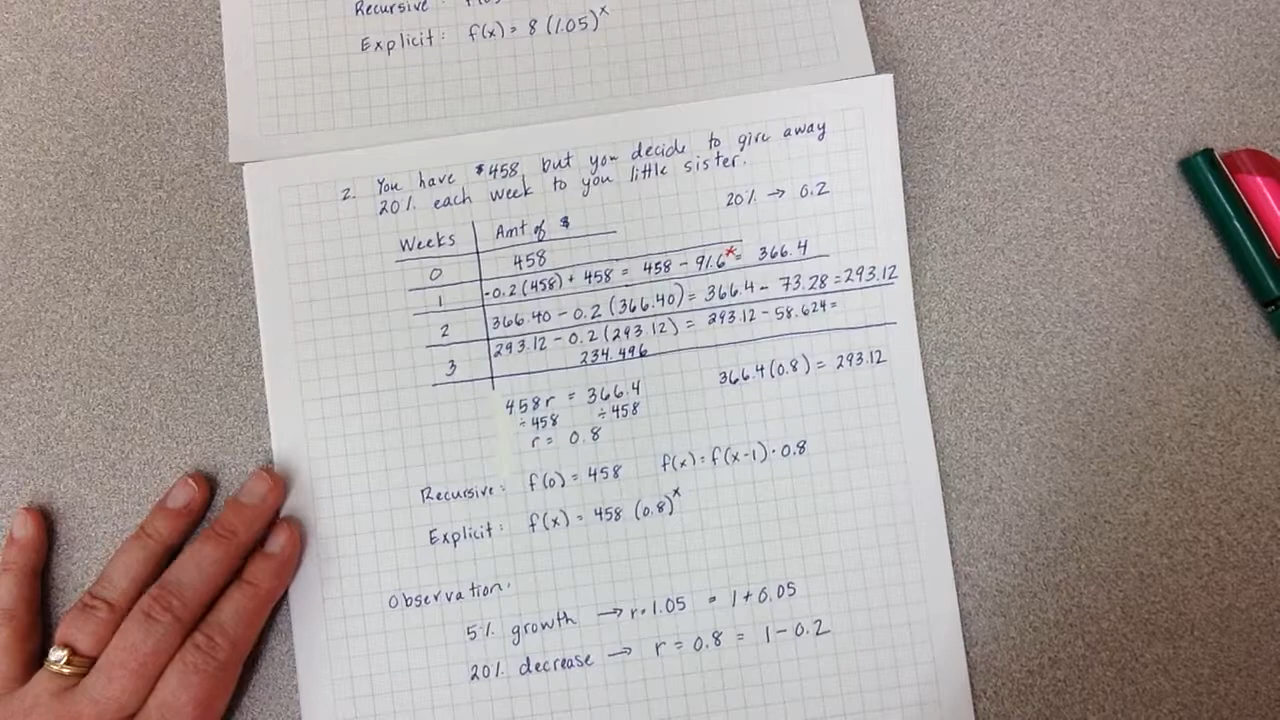 Recursive:
Explicit: f(x) = 8 (1.05)^x
2. You have $458 but you decide to give away
20% each week to you little sister.
20% → 0.2
Weeks Amt of $
0 458
1 -0.2(458) + 458 = 458 - 91.6* = 366.4
2 366.40 - 0.2 (366.40) = 366.4 - 73.28 = 293.12
3 293.12 - 0.2(293.12) = 293.12 - 58.624 =
234.496
458r = 366.4
÷458 ÷458
r = 0.8
366.4(0.8) = 293.12
Recursive: f(0) = 458 f(x) = f(x-1) · 0.8
Explicit: f(x) = 458 (0.8)^x
Observation:
5% growth → r = 1.05 = 1 + 0.05
20% decrease → r = 0.8 = 1 - 0.2